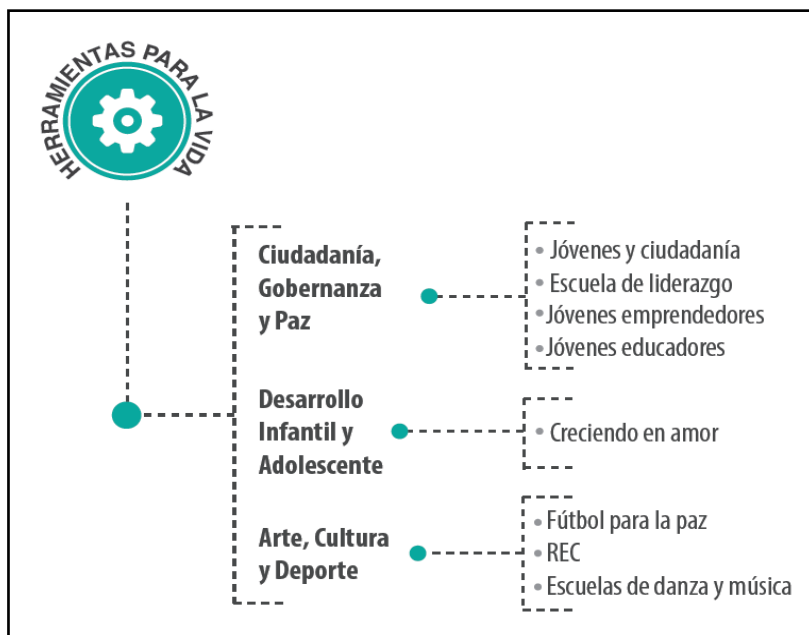 HERRAMIENTAS PARA LA VIDA
Ciudadanía,
Gobernanza
y Paz
• Jóvenes y ciudadanía
• Escuela de liderazgo
• Jóvenes emprendedores
• Jóvenes educadores
Desarrollo
Infantil y
Adolescente
• Creciendo en amor
Arte, Cultura
y Deporte
• Fútbol para la paz
• REC
• Escuelas de danza y música